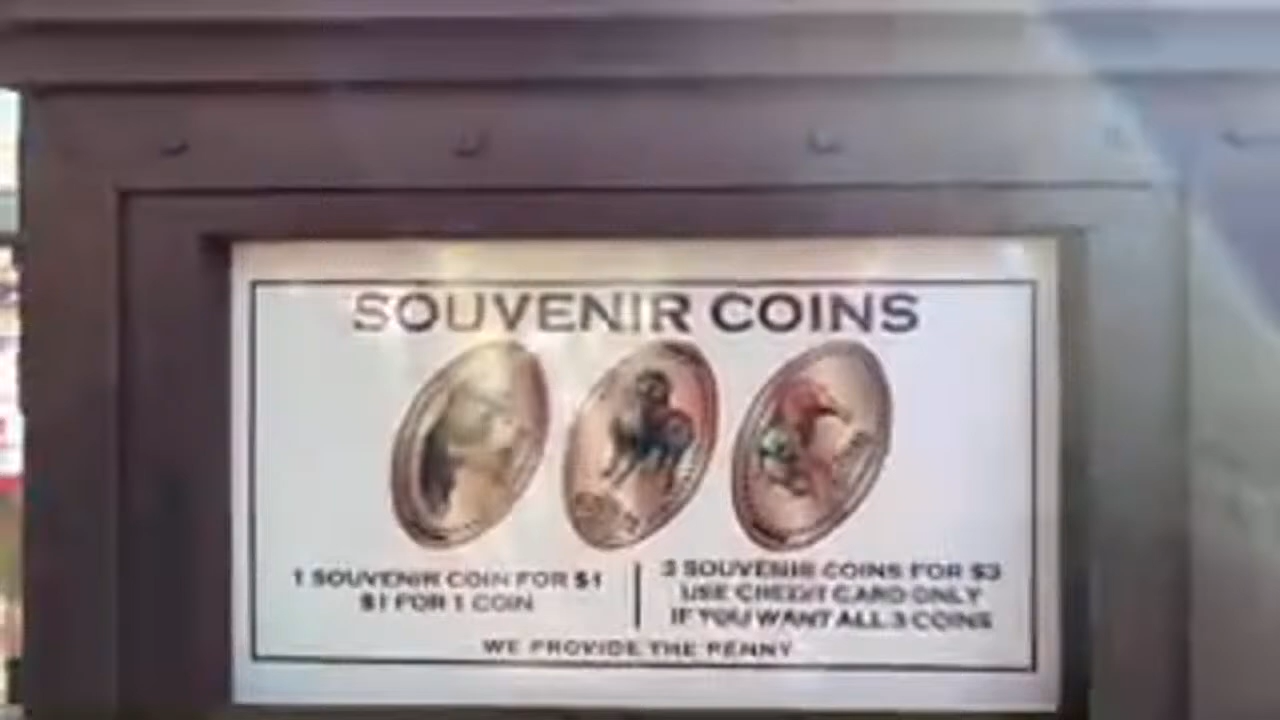 SOUVENIR COINS
1 SOUVENIR COIN FOR $1
$1 FOR 1 COIN
3 SOUVENIR COINS FOR $3
USE CREDIT CARD ONLY
IF YOU WANT ALL 3 COINS
WE PROVIDE THE PENNY